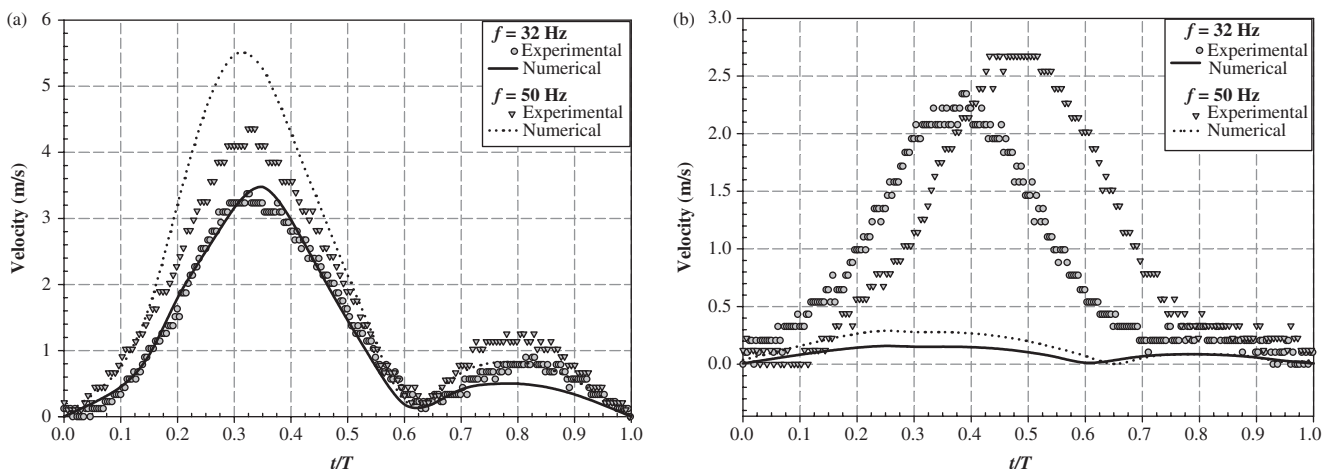 (a)
6
5
4
3
2
1
0
Velocity (m/s)
0.0 0.1 0.2 0.3 0.4 0.5 0.6 0.7 0.8 0.9 1.0
t/T
f = 32 Hz
Experimental
Numerical
f = 50 Hz
Experimental
Numerical
(b)
3.0
2.5
2.0
1.5
1.0
0.5
0.0
Velocity (m/s)
0.0 0.1 0.2 0.3 0.4 0.5 0.6 0.7 0.8 0.9 1.0
t/T
f = 32 Hz
Experimental
Numerical
f = 50 Hz
Experimental
Numerical